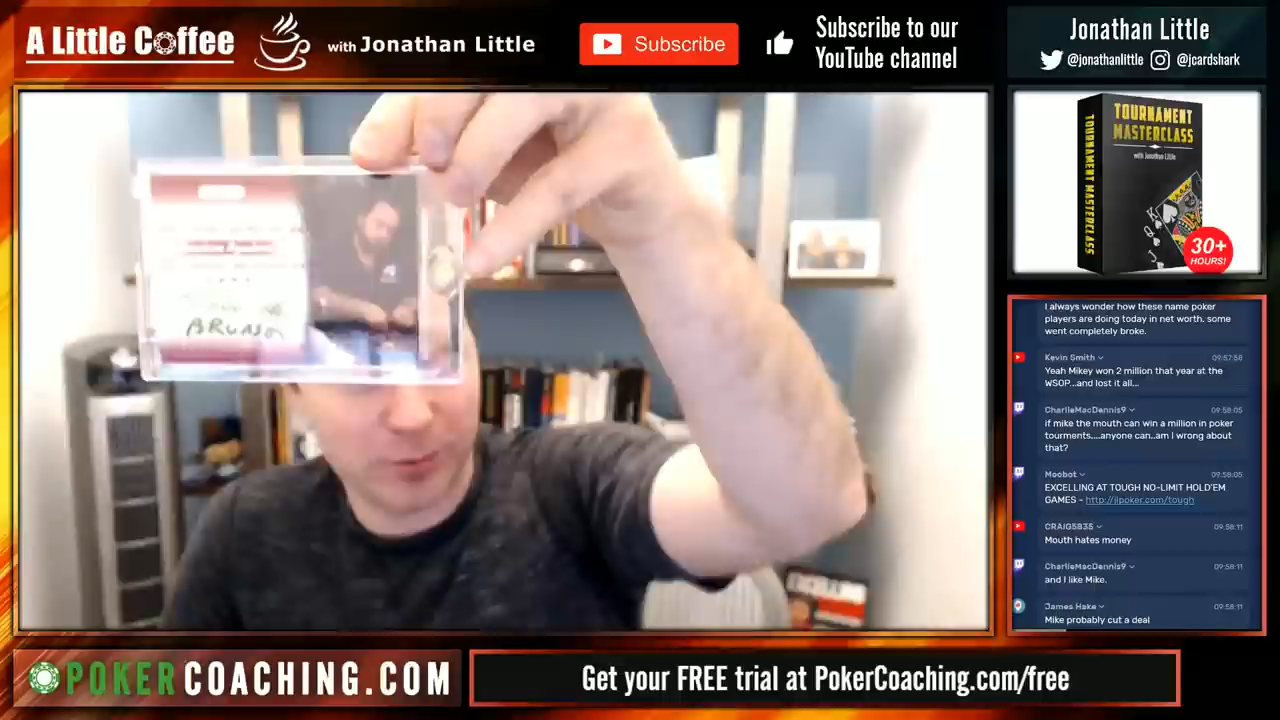 A Little Coffee
with Jonathan Little
Subscribe
Subscribe to our
YouTube channel
Jonathan Little
@jonathanlittle @jcardshark
TOURNAMENT
MASTERCLASS
with Jonathan Little
TOURNAMENT MASTERCLASS
30+
HOURS!
BRUNSON
I always wonder how these name poker
players are doing today in net worth. some
went completely broke.
Kevin Smith 09:57:58
Yeah Mikey won 2 million that year at the
WSOP...and lost it all...
CharlieMacDennis9 09:58:05
if mike the mouth can win a million in poker
tourments....anyone can..am I wrong about
that?
Moobot 09:58:05
EXCELLING AT TOUGH NO-LIMIT HOLD'EM
GAMES - http://jlpoker.com/tough
CRAIG5835 09:58:11
Mouth hates money
CharlieMacDennis9 09:58:11
and I like Mike.
James Hake 09:58:11
Mike probably cut a deal
POKERCOACHING.COM
Get your FREE trial at PokerCoaching.com/free